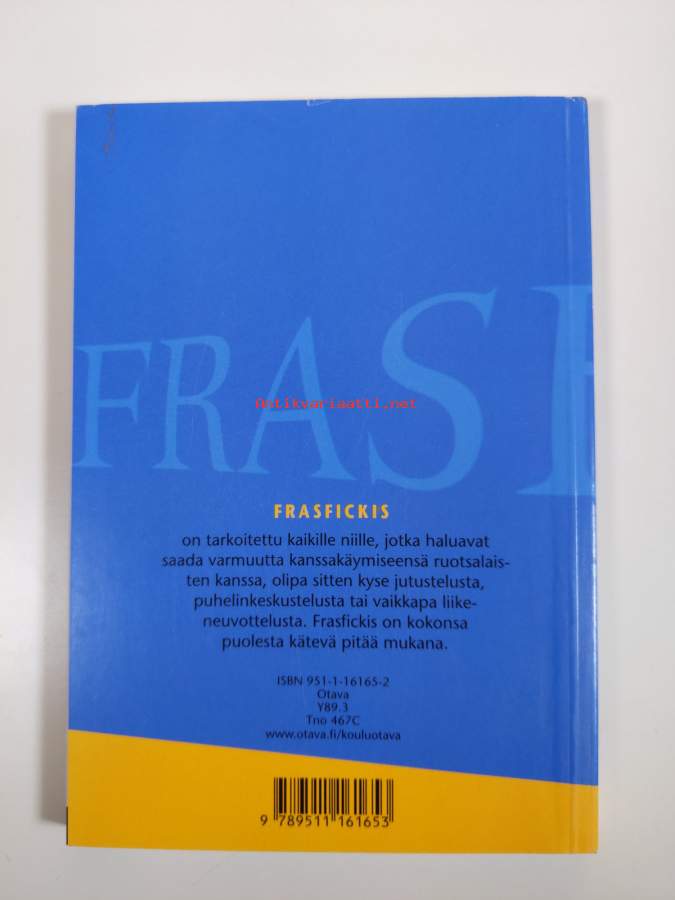 FRASF
Antikvariaatti.net
FRASFICKIS
on tarkoitettu kaikille niille, jotka haluavat
saada varmuutta kanssakäymiseensä ruotsalais-
ten kanssa, olipa sitten kyse jutustelusta,
puhelinkeskustelusta tai vaikkapa liike-
neuvottelusta. Frasfickis on kokonsa
puolesta kätevä pitää mukana.
ISBN 951-1-16165-2
Otava
Y89.3
Tno 467C
www.otava.fi/kouluotava
9 789511 161653